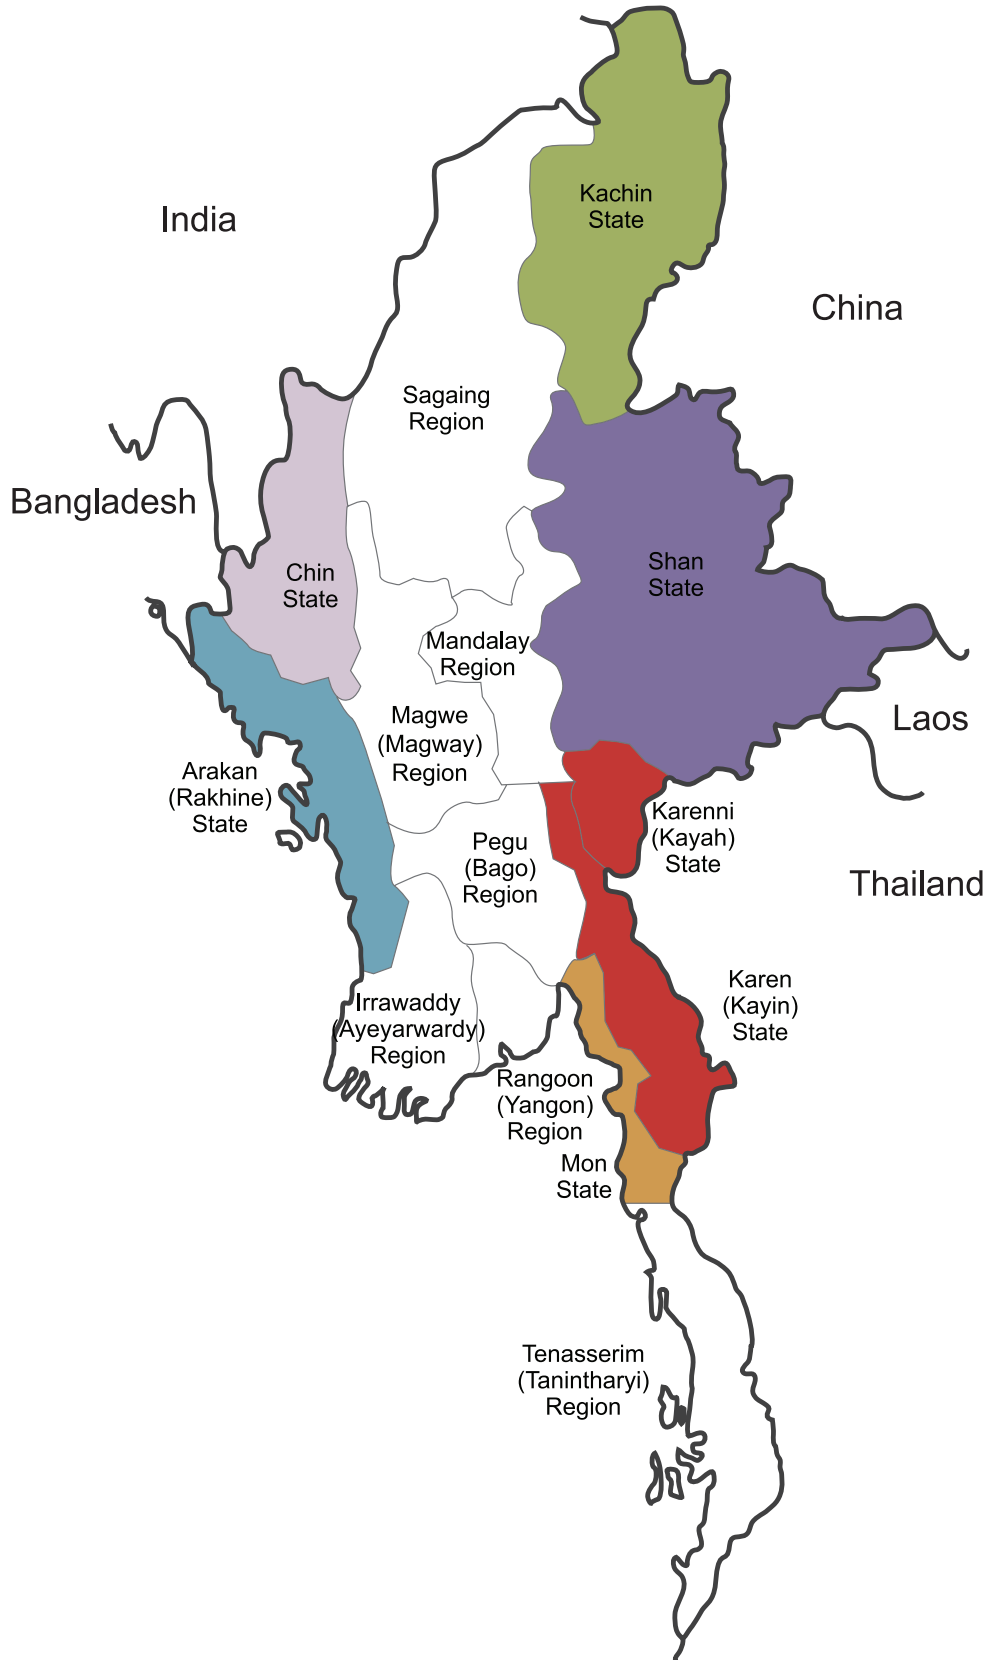 Kachin
State
India
China
Sagaing
Region
Bangladesh
Shan
State
Chin
State
Mandalay
Region
Laos
Magwe
(Magway)
Region
Arakan
(Rakhine)
State
Karenni
(Kayah)
State
Pegu
(Bago)
Region
Thailand
Karen
(Kayin)
State
Irrawaddy
(Ayeyarwardy)
Region
Rangoon
(Yangon)
Region
Mon
State
Tenasserim
(Tanintharyi)
Region